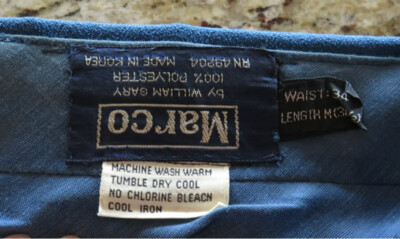 Marco
by WILLIAM GARY
100% POLYESTER
RN 49204 MADE IN KOREA
WAIST: 34
LENGTH M
MACHINE WASH WARM
TUMBLE DRY COOL
NO CHLORINE BLEACH
COOL IRON